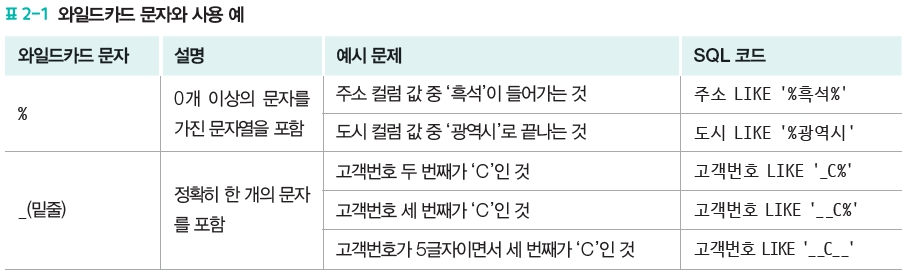 표 2-1 와일드카드 문자와 사용 예
와일드카드 문자 설명 예시 문제 SQL 코드
% 0개 이상의 문자를 가진 문자열을 포함
주소 컬럼 값 중 ‘흑석’이 들어가는 것 주소 LIKE '%흑석%'
도시 컬럼 값 중 ‘광역시’로 끝나는 것 도시 LIKE '%광역시'
_(밑줄) 정확히 한 개의 문자를 포함
고객번호 두 번째가 ‘C’인 것 고객번호 LIKE '_C%'
고객번호 세 번째가 ‘C’인 것 고객번호 LIKE '__C%'
고객번호가 5글자이면서 세 번째가 ‘C’인 것 고객번호 LIKE '__C__'